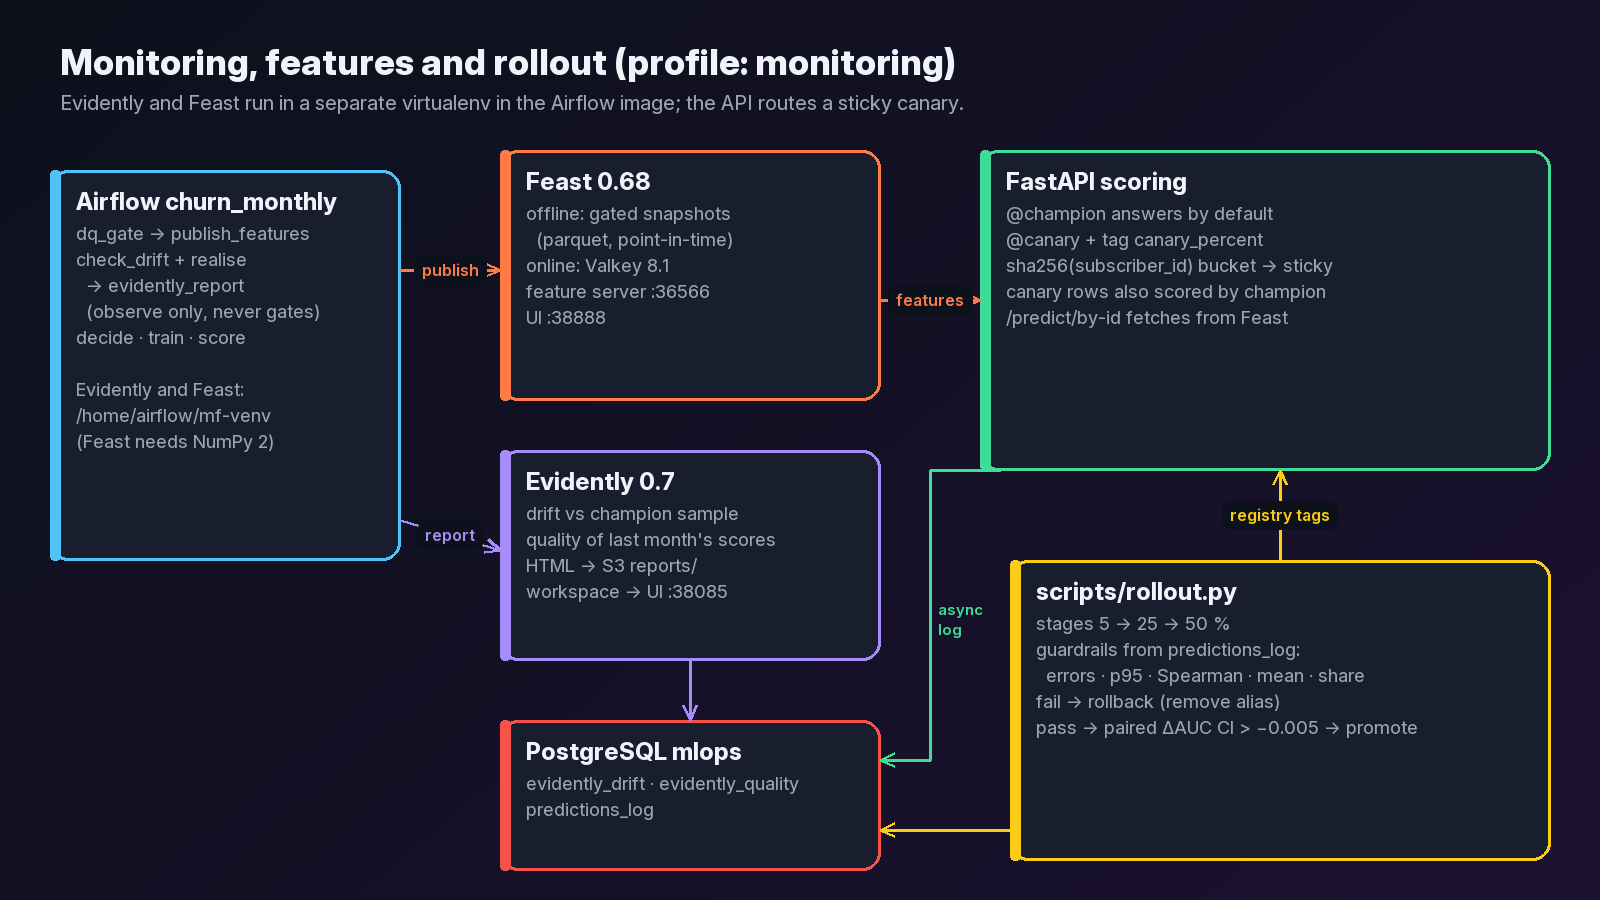 Monitoring, features and rollout (profile: monitoring)
Evidently and Feast run in a separate virtualenv in the Airflow image; the API routes a sticky canary.
Airflow churn_monthly
dq_gate → publish_features
check_drift + realise
→ evidently_report
(observe only, never gates)
decide · train · score
Evidently and Feast:
/home/airflow/mf-venv
(Feast needs NumPy 2)
publish
report
Feast 0.68
offline: gated snapshots
(parquet, point-in-time)
online: Valkey 8.1
feature server :36566
UI :38888
features
FastAPI scoring
@champion answers by default
@canary + tag canary_percent
sha256(subscriber_id) bucket → sticky
canary rows also scored by champion
/predict/by-id fetches from Feast
Evidently 0.7
drift vs champion sample
quality of last month's scores
HTML → S3 reports/
workspace → UI :38085
async
log
registry tags
scripts/rollout.py
stages 5 → 25 → 50 %
guardrails from predictions_log:
errors · p95 · Spearman · mean · share
fail → rollback (remove alias)
pass → paired ΔAUC CI > −0.005 → promote
PostgreSQL mlops
evidently_drift · evidently_quality
predictions_log